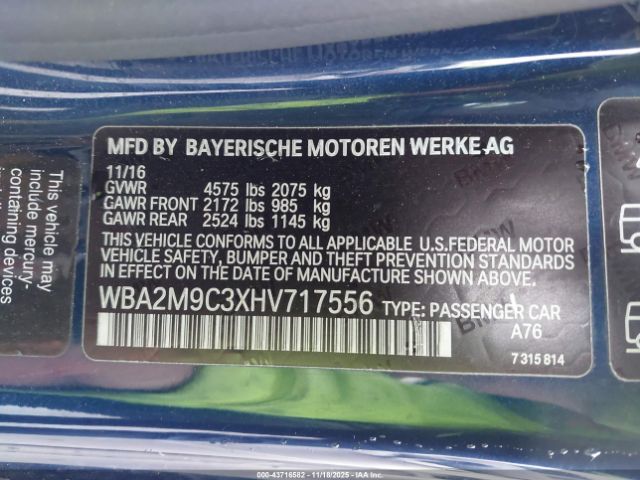 MFD BY BAYERISCHE MOTOREN WERKE AG
11/16
GVWR 4575 lbs 2075 kg
GAWR FRONT 2172 lbs 985 kg
GAWR REAR 2524 lbs 1145 kg
THIS VEHICLE CONFORMS TO ALL APPLICABLE U.S.FEDERAL MOTOR
VEHICLE SAFETY, BUMPER, AND THEFT PREVENTION STANDARDS
IN EFFECT ON THE DATE OF MANUFACTURE SHOWN ABOVE.
WBA2M9C3XHV717556 TYPE: PASSENGER CAR
A76
7 315 814
This vehicle may
include mercury-
containing devices
000-43716582 | 11/18/2025 - Copyright © IAA